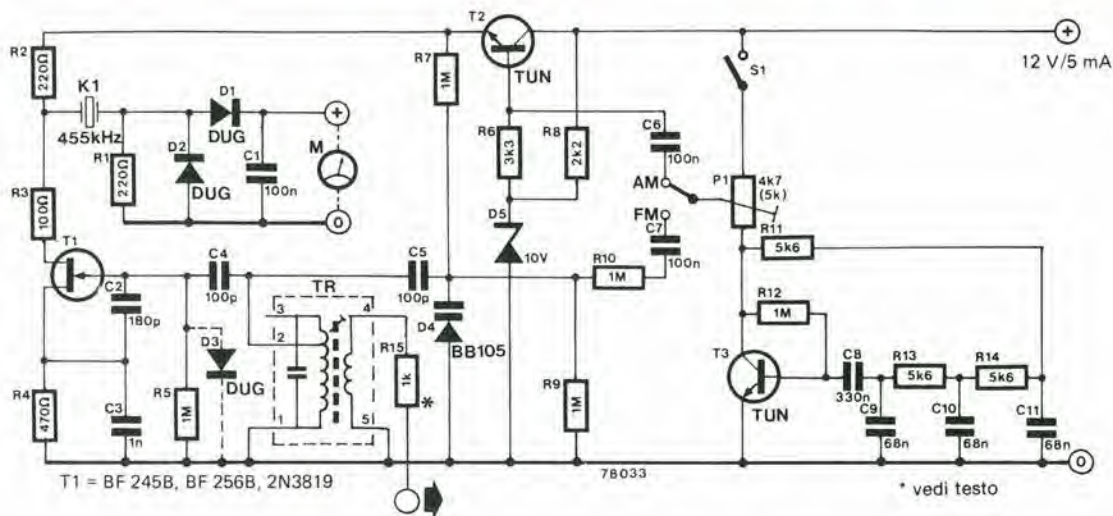 T2
R2
220Ω
R7
1M
TUN
S1
+
12 V/5 mA
K1
455kHz
D1
DUG
+
D2
DUG
R1
220Ω
C1
100n
M
0
R6
3k3
R8
2k2
C6
100n
AM
FM
C7
100n
P1
4k7
(5k)
R3
100Ω
D5
10V
R11
5k6
T1
C4
100p
C5
100p
R10
1M
C2
180p
TR
3
2
1
4
5
R15
1k
*
D4
BB105
R12
1M
T3
TUN
C8
330n
R13
5k6
R14
5k6
D3
DUG
R4
470Ω
C3
1n
R5
1M
R9
1M
C9
68n
C10
68n
C11
68n
0
T1 = BF 245B, BF 256B, 2N3819
78033
* vedi testo